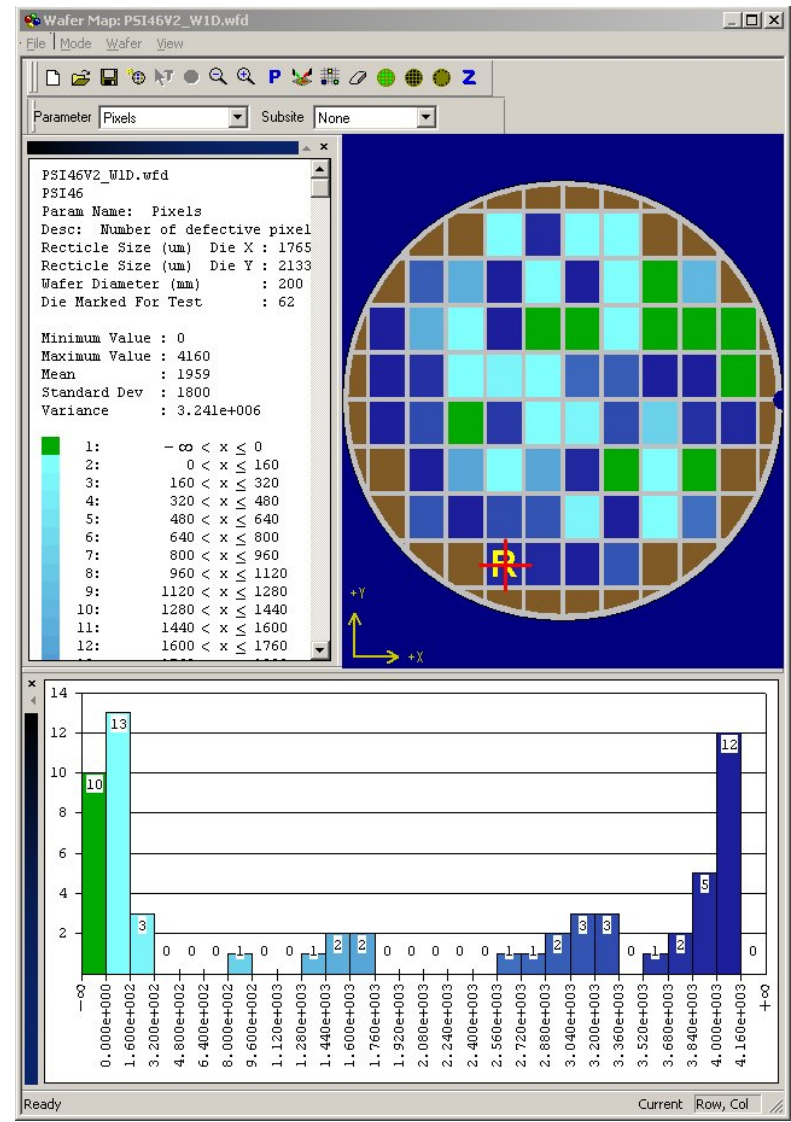 Wafer Map: PSI46V2_W1D.wfd
File Mode Wafer View
P Z
Parameter Pixels Subsite None
PSI46V2_W1D.wfd
PSI46
Param Name: Pixels
Desc: Number of defective pixel
Recticle Size (um) Die X : 1765
Recticle Size (um) Die Y : 2133
Wafer Diameter (mm) : 200
Die Marked For Test : 62
Minimum Value : 0
Maximum Value : 4160
Mean : 1959
Standard Dev : 1800
Variance : 3.241e+006
1: - ∞ < x ≤ 0
2: 0 < x ≤ 160
3: 160 < x ≤ 320
4: 320 < x ≤ 480
5: 480 < x ≤ 640
6: 640 < x ≤ 800
7: 800 < x ≤ 960
8: 960 < x ≤ 1120
9: 1120 < x ≤ 1280
10: 1280 < x ≤ 1440
11: 1440 < x ≤ 1600
12: 1600 < x ≤ 1760
R
+Y
+X
14
12
10
8
6
4
2
10 13 3 0 0 0 1 0 0 1 2 2 0 0 0 0 0 1 1 2 3 3 0 1 2 5 12 0
-∞ 0.000e+000 1.600e+002 3.200e+002 4.800e+002 6.400e+002 8.000e+002 9.600e+002 1.120e+003 1.280e+003 1.440e+003 1.600e+003 1.760e+003 1.920e+003 2.080e+003 2.240e+003 2.400e+003 2.560e+003 2.720e+003 2.880e+003 3.040e+003 3.200e+003 3.360e+003 3.520e+003 3.680e+003 3.840e+003 4.000e+003 4.160e+003 +∞
Ready Current Row, Col